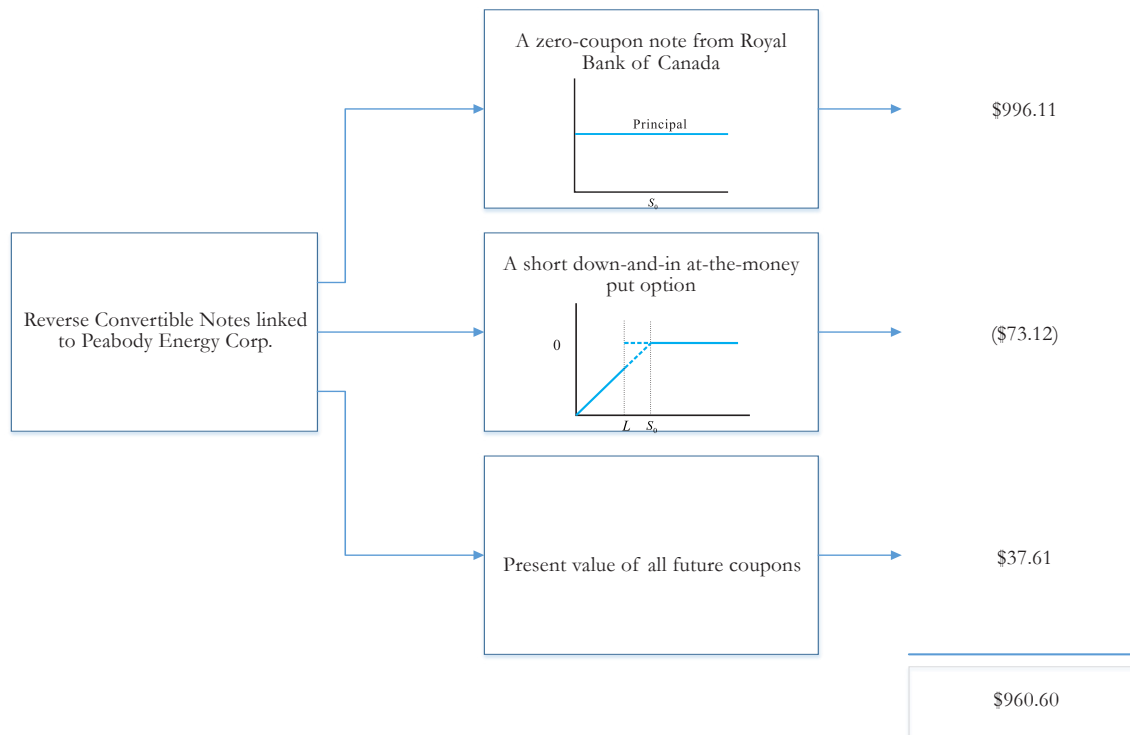 A zero-coupon note from Royal
Bank of Canada
Principal
S₀
$996.11
Reverse Convertible Notes linked
to Peabody Energy Corp.
A short down-and-in at-the-money
put option
0
L S₀
($73.12)
Present value of all future coupons
$37.61
$960.60